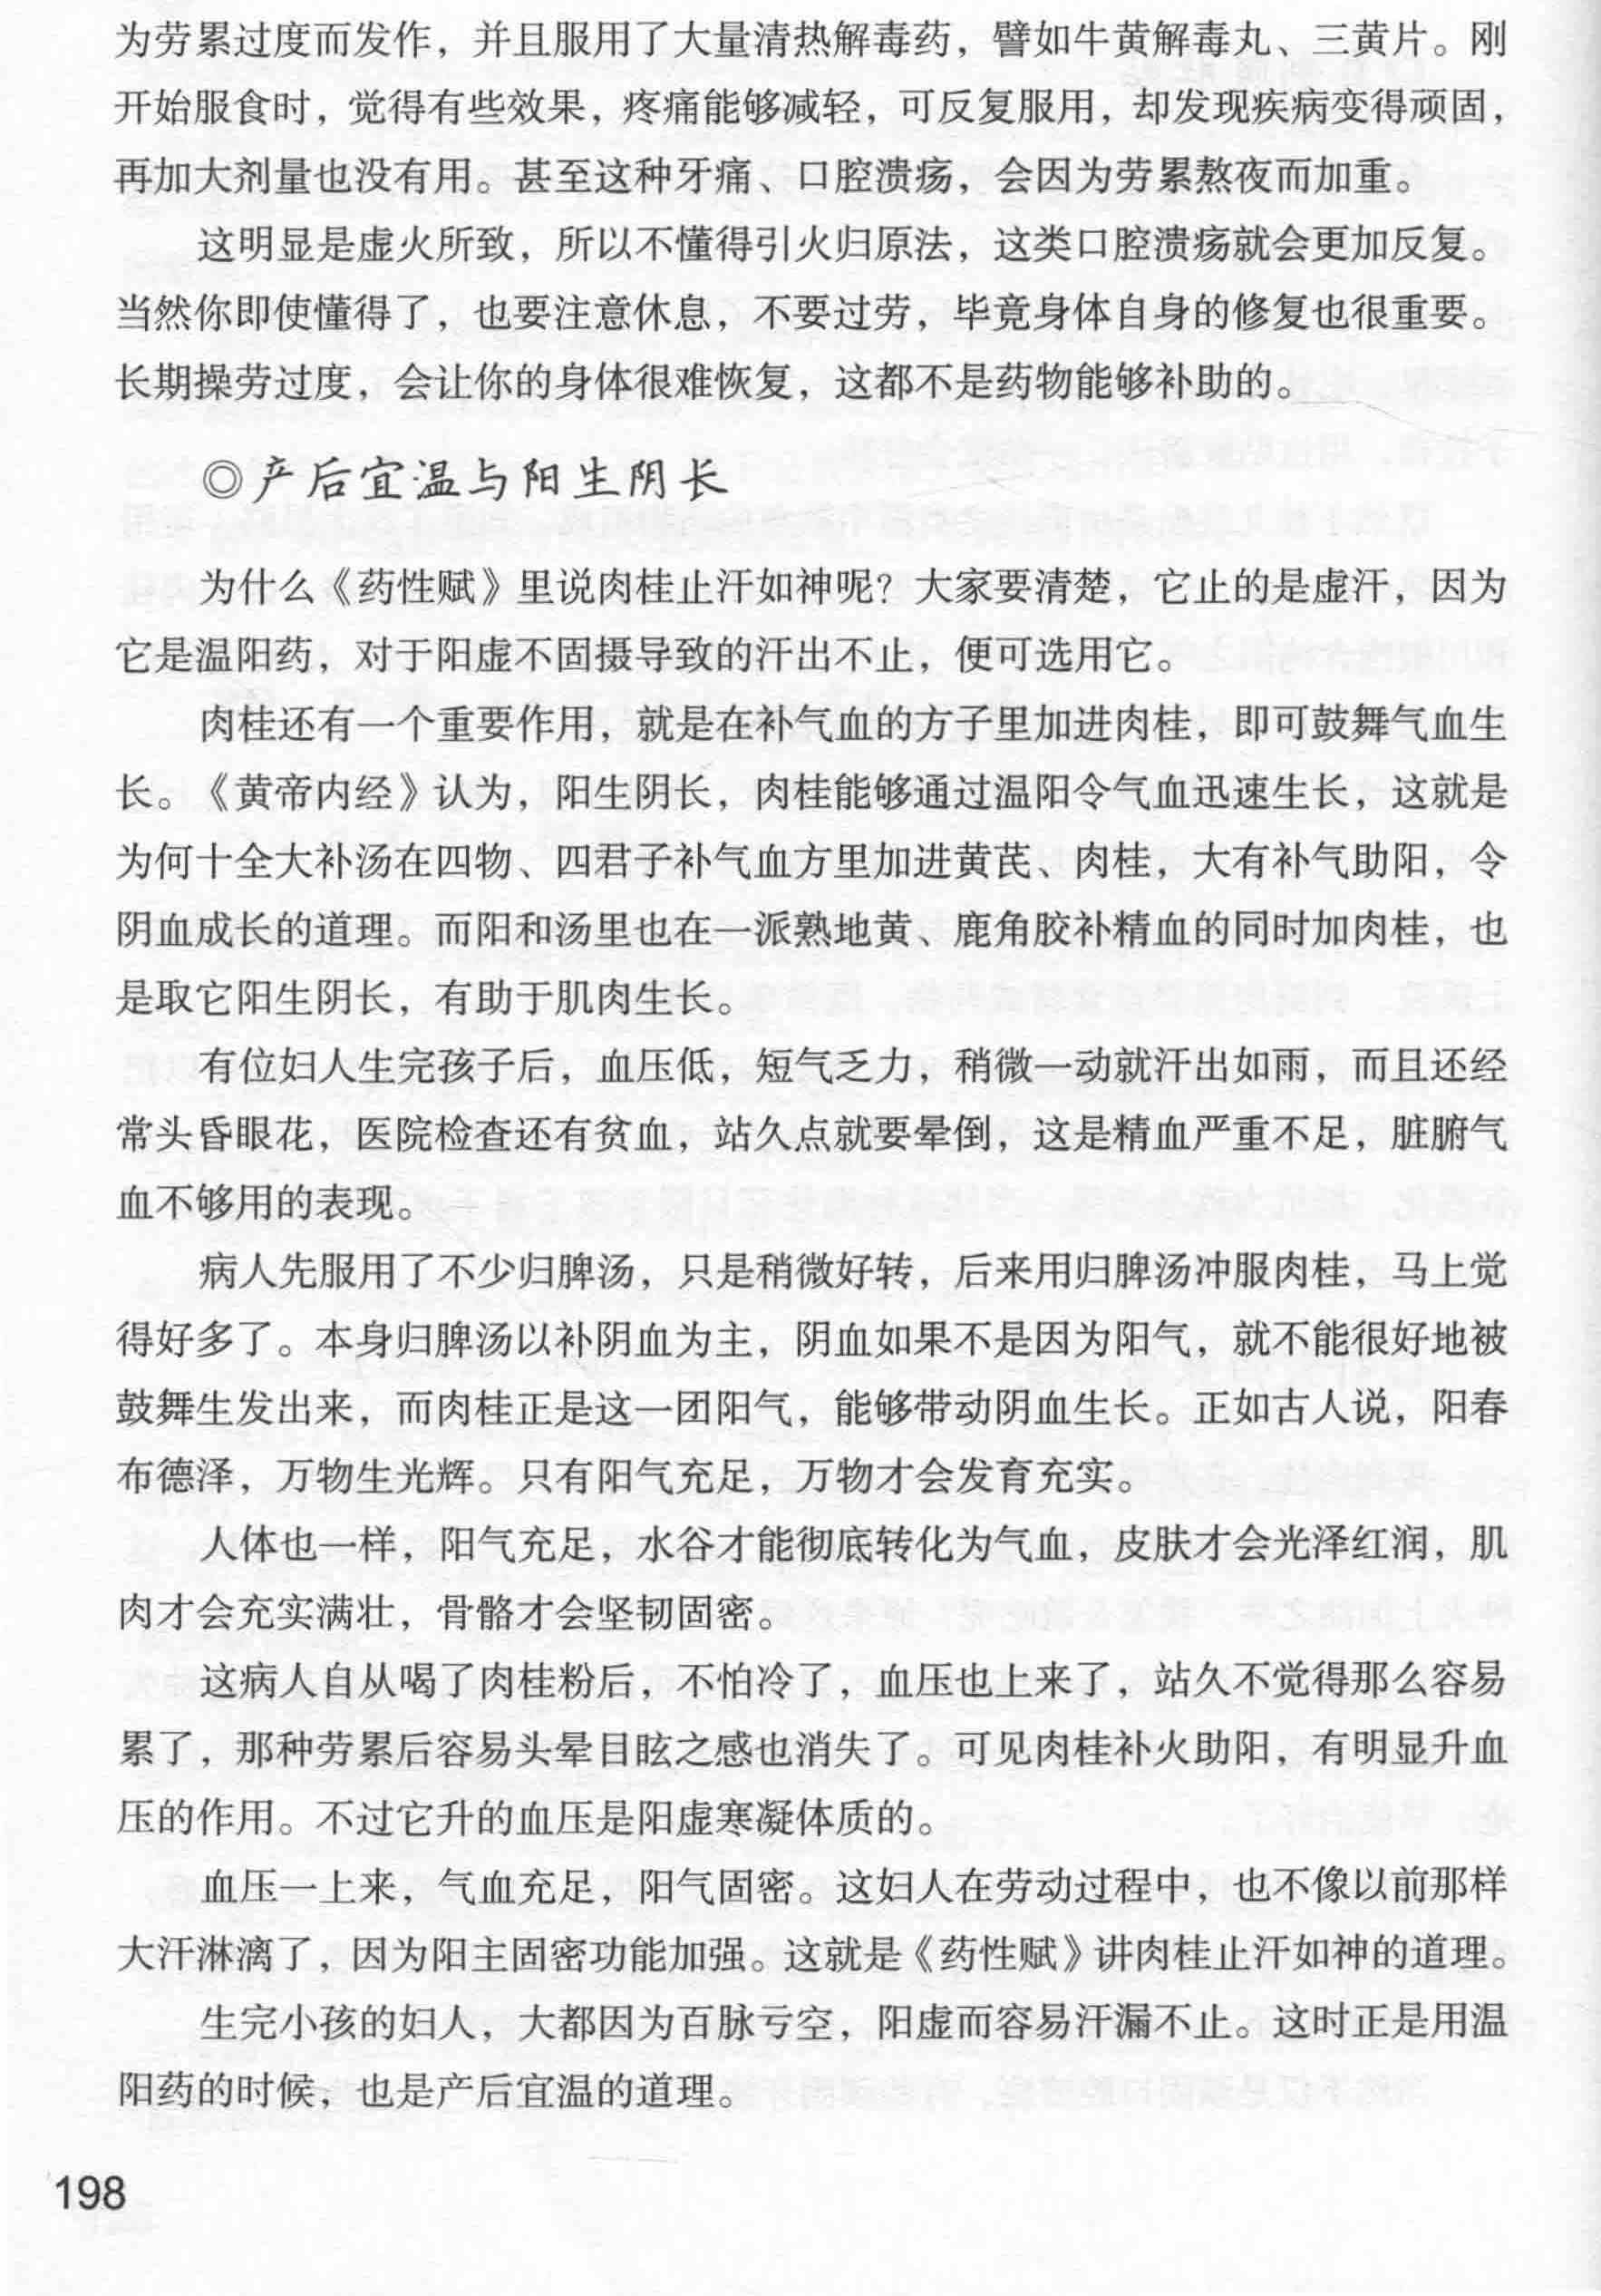 为劳累过度而发作，并且服用了大量清热解毒药，譬如牛黄解毒丸、三黄片。刚
开始服食时，觉得有些效果，疼痛能够减轻，可反复服用，却发现疾病变得顽固，
再加大剂量也没有用。甚至这种牙痛、口腔溃疡，会因为劳累熬夜而加重。
这明显是虚火所致，所以不懂得引火归原法，这类口腔溃疡就会更加反复。
当然你即使懂得了，也要注意休息，不要过劳，毕竟身体自身的修复也很重要。
长期操劳过度，会让你的身体很难恢复，这都不是药物能够补助的。
◎产后宜温与阳生阴长
为什么《药性赋》里说肉桂止汗如神呢？大家要清楚，它止的是虚汗，因为
它是温阳药，对于阳虚不固摄导致的汗出不止，便可选用它。
肉桂还有一个重要作用，就是在补气血的方子里加进肉桂，即可鼓舞气血生
长。《黄帝内经》认为，阳生阴长，肉桂能够通过温阳令气血迅速生长，这就是
为何十全大补汤在四物、四君子补气血方里加进黄芪、肉桂，大有补气助阳，令
阴血成长的道理。而阳和汤里也在一派熟地黄、鹿角胶补精血的同时加肉桂，也
是取它阳生阴长，有助于肌肉生长。
有位妇人生完孩子后，血压低，短气乏力，稍微一动就汗出如雨，而且还经
常头昏眼花，医院检查还有贫血，站久点就要晕倒，这是精血严重不足，脏腑气
血不够用的表现。
病人先服用了不少归脾汤，只是稍微好转，后来用归脾汤冲服肉桂，马上觉
得好多了。本身归脾汤以补阴血为主，阴血如果不是因为阳气，就不能很好地被
鼓舞生发出来，而肉桂正是这一团阳气，能够带动阴血生长。正如古人说，阳春
布德泽，万物生光辉。只有阳气充足，万物才会发育充实。
人体也一样，阳气充足，水谷才能彻底转化为气血，皮肤才会光泽红润，肌
肉才会充实满壮，骨骼才会坚韧固密。
这病人自从喝了肉桂粉后，不怕冷了，血压也上来了，站久不觉得那么容易
累了，那种劳累后容易头晕目眩之感也消失了。可见肉桂补火助阳，有明显升血
压的作用。不过它升的血压是阳虚寒凝体质的。
血压一上来，气血充足，阳气固密。这妇人在劳动过程中，也不像以前那样
大汗淋漓了，因为阳主固密功能加强。这就是《药性赋》讲肉桂止汗如神的道理。
生完小孩的妇人，大都因为百脉亏空，阳虚而容易汗漏不止。这时正是用温
阳药的时候，也是产后宜温的道理。
198